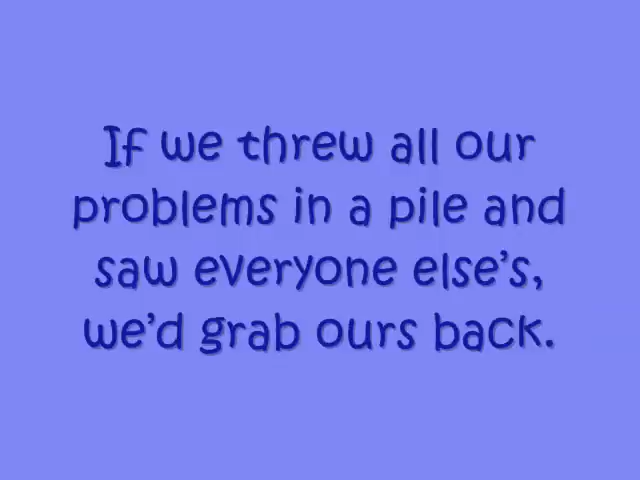 If we threw all our
problems in a pile and
saw everyone else's,
we'd grab ours back.